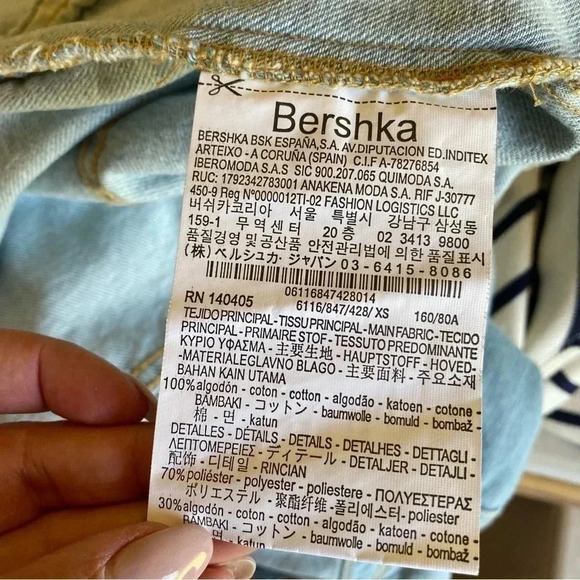 Bershka
BERSHKA BSK ESPAÑA,S.A. AV.DIPUTACION ED.INDITEX
ARTEIXO - A CORUÑA (SPAIN) C.I.F A-78276854
IBEROMODA S.A.S SIC 900.207.065 QUIMODA S.A.
RUC: 1792342783001 ANAKENA MODA S.A. RIF J-30777
450-9 Reg Nº0000012TI-02 FASHION LOGISTICS LLC
버쉬카코리아 서울 특별시 강남구 삼성동
159-1 무역센터 20층 02 3413 9800
품질경영 및 공산품 안전관리법에 의한 품질표시
(株) ベルシュカ・ジャパン 03-6415-8086
06116847428014
RN 140405 6116/847/428/ XS 160/80A
TEJIDO PRINCIPAL - TISSU PRINCIPAL - MAIN FABRIC - TECIDO
PRINCIPAL - PRIMAIRE STOF - TESSUTO PREDOMINANTE
ΚΥΡΙΟ ΥΦΑΣΜΑ - 主要生地 - HAUPTSTOFF - HOVED-
-MATERIALEGLAVNO BLAGO - 主要面料 - 주요소재
BAHAN KAIN UTAMA
100% algodón - coton - cotton - algodão - katoen - cotone -
BAMBAKI - コットン - baumwolle - bomuld - bombaž -
棉 - 면 - katun
DETALLES - DÉTAILS - DETAILS - DETALHES - DETTAGLI -
ΛΕΠΤΟΜΕΡΕΙΕΣ - ディテール - DETALJER - DETAJLI -
配饰 - 디테일 - RINCIAN
70% poliéster - polyester - poliestere - ΠΟΛΥΕΣΤΕΡΑΣ
ポリエステル - 聚酯纤维 - 폴리에스터 - poliester
30% algodón - coton - cotton - algodão - katoen - cotone -
BAMBAKI - コットン - baumwolle - bomuld - bombaž -
면 - katun